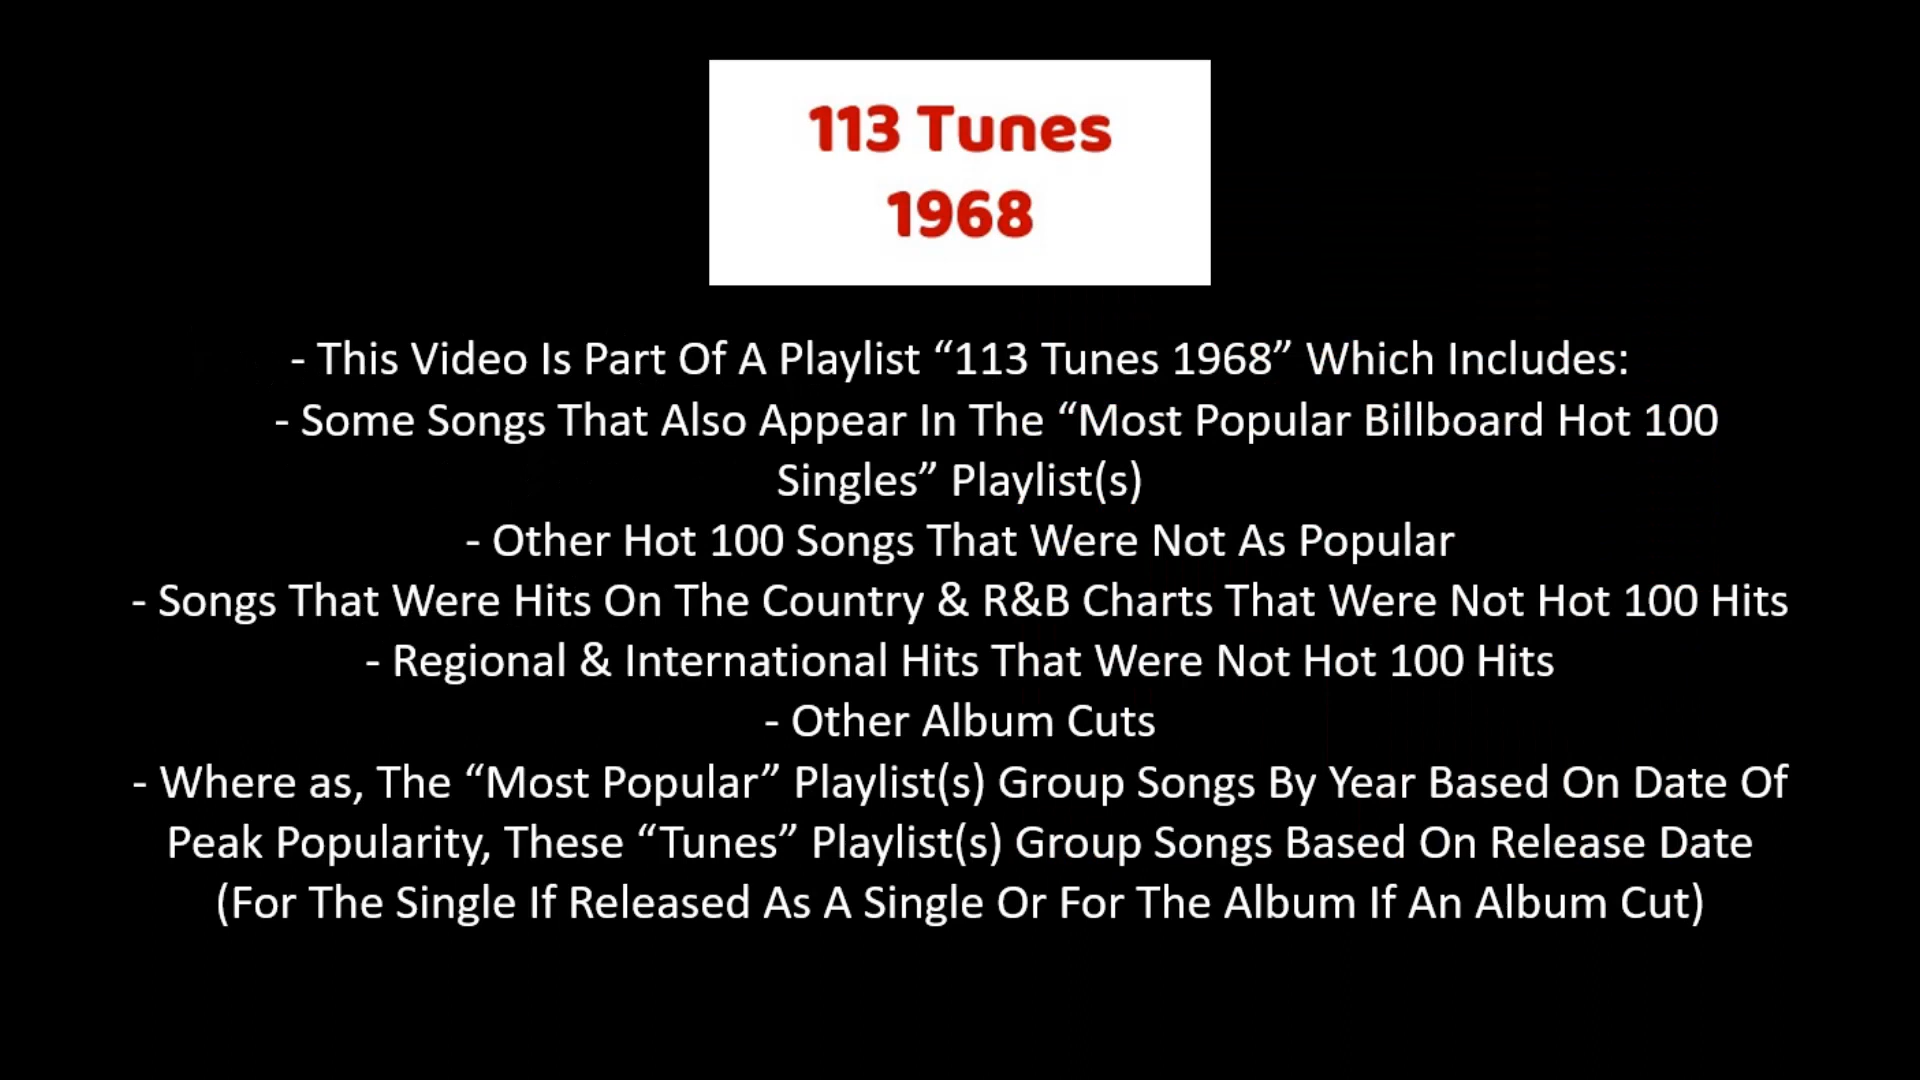 113 Tunes
1968
- This Video Is Part Of A Playlist “113 Tunes 1968” Which Includes:
- Some Songs That Also Appear In The “Most Popular Billboard Hot 100
Singles” Playlist(s)
- Other Hot 100 Songs That Were Not As Popular
- Songs That Were Hits On The Country & R&B Charts That Were Not Hot 100 Hits
- Regional & International Hits That Were Not Hot 100 Hits
- Other Album Cuts
- Where as, The “Most Popular” Playlist(s) Group Songs By Year Based On Date Of
Peak Popularity, These “Tunes” Playlist(s) Group Songs Based On Release Date
(For The Single If Released As A Single Or For The Album If An Album Cut)